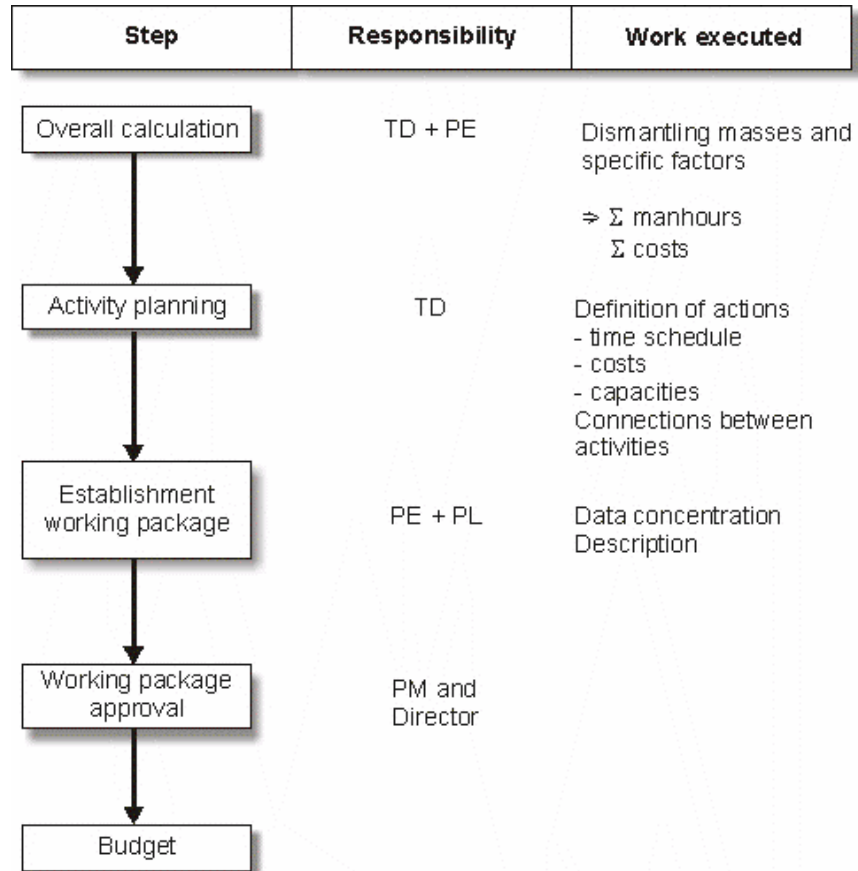 Step Responsibility Work executed
Overall calculation TD + PE Dismantling masses and
specific factors
⇒ Σ manhours
Σ costs
Activity planning TD Definition of actions
- time schedule
- costs
- capacities
Connections between
activities
Establishment
working package PE + PL Data concentration
Description
Working package
approval PM and
Director
Budget